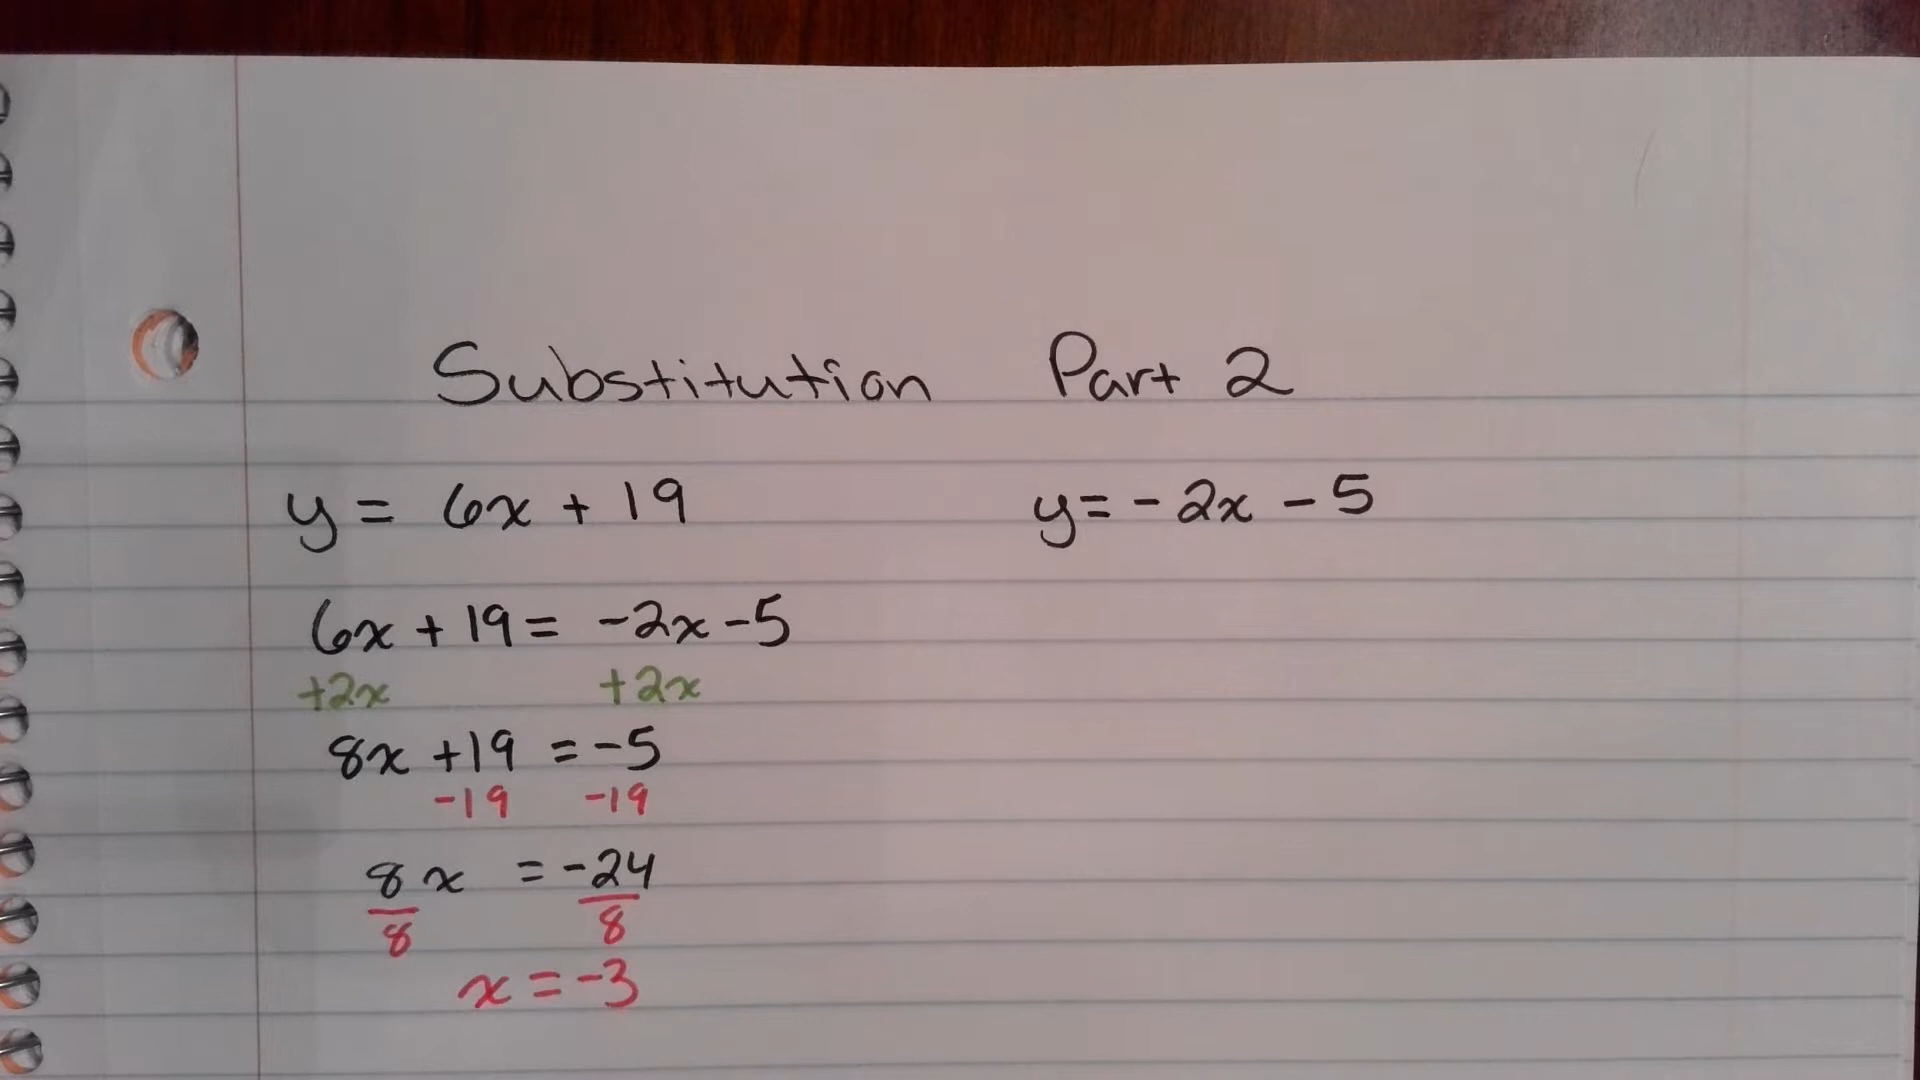 Substitution Part 2
y = 6x + 19 y = -2x - 5
6x + 19 = -2x - 5
+2x +2x
8x + 19 = -5
-19 -19
8x = -24
8 8
x = -3